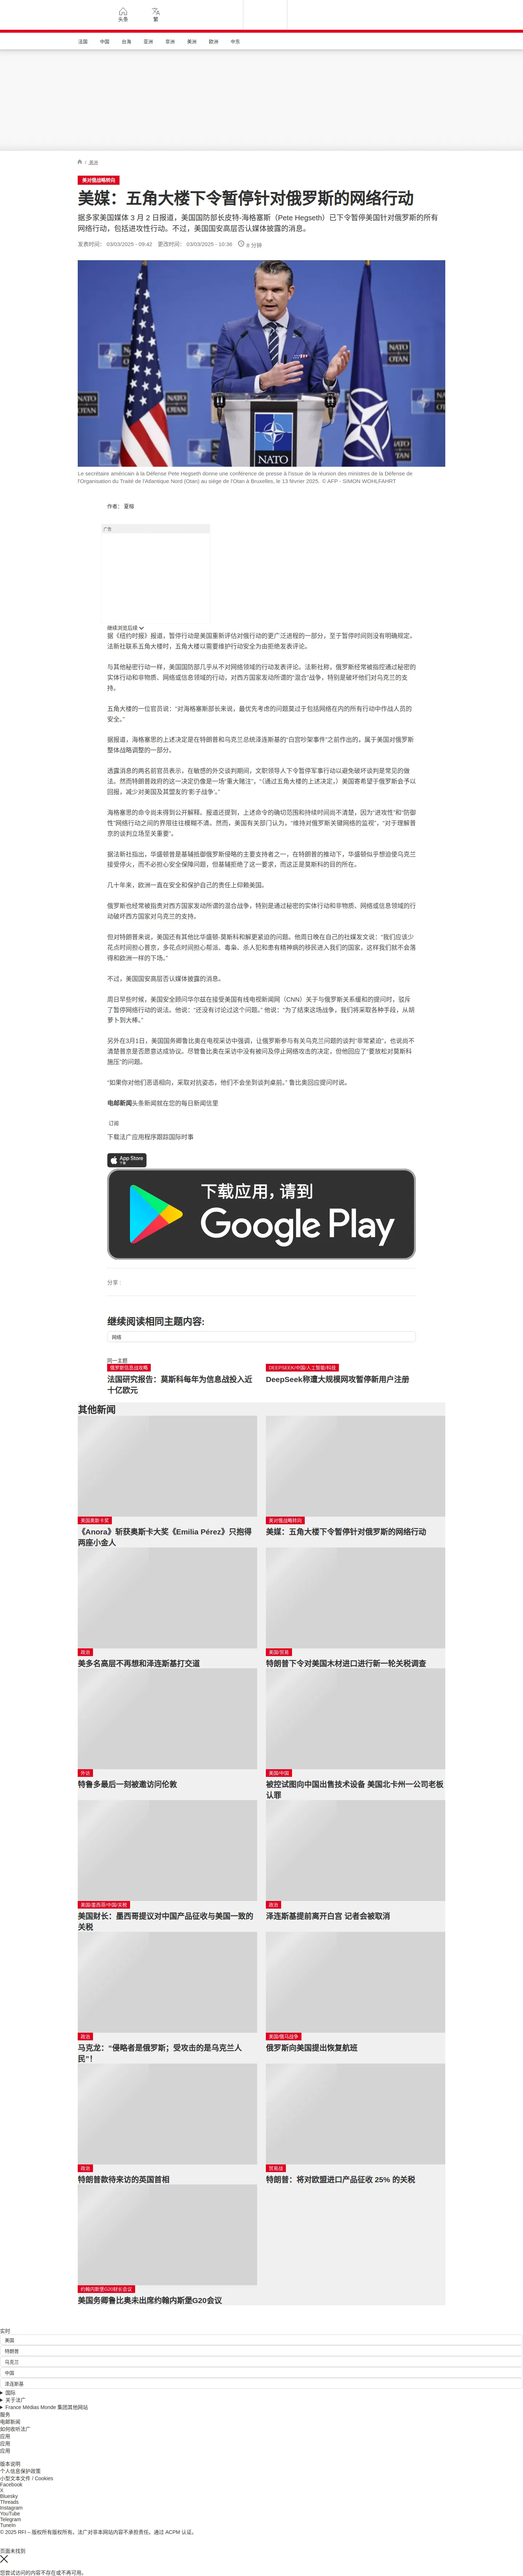 头条
繁
法国
中国
台海
亚洲
非洲
美洲
欧洲
中东
/ 美洲
美对俄战略转向
美媒：五角大楼下令暂停针对俄罗斯的网络行动
据多家美国媒体 3 月 2 日报道，美国国防部长皮特-海格塞斯（Pete Hegseth）已下令暂停美国针对俄罗斯的所有
网络行动，包括进攻性行动。不过，美国国安高层否认媒体披露的消息。
发表时间： 03/03/2025 - 09:42 更改时间： 03/03/2025 - 10:36 8 分钟
NATO
OTAN
NATO
OTAN
NATO
NATO
OTAN
Le secrétaire américain à la Défense Pete Hegseth donne une conférence de presse à l'issue de la réunion des ministres de la Défense de
l'Organisation du Traité de l'Atlantique Nord (Otan) au siège de l'Otan à Bruxelles, le 13 février 2025. © AFP - SIMON WOHLFAHRT
作者： 夏榕
广告
继续浏览后续
据《纽约时报》报道，暂停行动是美国重新评估对俄行动的更广泛进程的一部分，至于暂停时间则没有明确规定。
法新社联系五角大楼时，五角大楼以需要维护行动安全为由拒绝发表评论。
与其他秘密行动一样，美国国防部几乎从不对网络领域的行动发表评论。法新社称，俄罗斯经常被指控通过秘密的
实体行动和非物质、网络或信息领域的行动，对西方国家发动所谓的“混合”战争，特别是破坏他们对乌克兰的支
持。
五角大楼的一位官员说：“对海格塞斯部长来说，最优先考虑的问题莫过于包括网络在内的所有行动中作战人员的
安全。”
据报道，海格塞思的上述决定是在特朗普和乌克兰总统泽连斯基的“白宫吵架事件”之前作出的，属于美国对俄罗斯
整体战略调整的一部分。
透露消息的两名前官员表示，在敏感的外交谈判期间，文职领导人下令暂停军事行动以避免破坏谈判是常见的做
法。然而特朗普政府的这一决定仍像是一场“重大赌注”，“（通过五角大楼的上述决定，）美国寄希望于俄罗斯会予以
回报，减少对美国及其盟友的‘影子战争’。”
海格塞思的命令尚未得到公开解释。报道还提到，上述命令的确切范围和持续时间尚不清楚，因为“进攻性”和“防御
性”网络行动之间的界限往往模糊不清。然而，美国有关部门认为，“维持对俄罗斯关键网络的监视”，“对于理解普
京的谈判立场至关重要”。
据法新社指出，华盛顿曾是基辅抵御俄罗斯侵略的主要支持者之一，在特朗普的推动下，华盛顿似乎想迫使乌克兰
接受停火，而不必担心安全保障问题，但基辅拒绝了这一要求，而这正是莫斯科的目的所在。
几十年来，欧洲一直在安全和保护自己的责任上仰赖美国。
俄罗斯也经常被指责对西方国家发动所谓的混合战争，特别是通过秘密的实体行动和非物质、网络或信息领域的行
动破坏西方国家对乌克兰的支持。
但对特朗普来说，美国还有其他比华盛顿-莫斯科和解更紧迫的问题。他周日晚在自己的社媒发文说：“我们应该少
花点时间担心普京，多花点时间担心帮派、毒枭、杀人犯和患有精神病的移民进入我们的国家，这样我们就不会落
得和欧洲一样的下场。”
不过，美国国安高层否认媒体披露的消息。
周日早些时候，美国安全顾问华尔兹在接受美国有线电视新闻网（CNN）关于与俄罗斯关系缓和的提问时，驳斥
了暂停网络行动的说法。他说：“还没有讨论过这个问题。” 他说：“为了结束这场战争，我们将采取各种手段，从胡
萝卜到大棒。”
另外在3月1日，美国国务卿鲁比奥在电视采访中强调，让俄罗斯参与有关乌克兰问题的谈判“非常紧迫”，也说尚不
清楚普京是否愿意达成协议。尽管鲁比奥在采访中没有被问及停止网络攻击的决定，但他回应了“要放松对莫斯科
施压”的问题。
“如果你对他们恶语相向，采取对抗姿态，他们不会坐到谈判桌前。” 鲁比奥回应提问时说。
电邮新闻头条新闻就在您的每日新闻信里
订阅
下载法广应用程序跟踪国际时事
App Store
下载
下载应用，请到
Google Play
分享 :
继续阅读相同主题内容:
网络
同一主题
俄罗斯信息战攻略
法国研究报告：莫斯科每年为信息战投入近
十亿欧元
DEEPSEEK/中国/人工智能/科技
DeepSeek称遭大规模网攻暂停新用户注册
其他新闻
美国奥斯卡奖
《Anora》斩获奥斯卡大奖《Emilia Pérez》只抱得
两座小金人
美对俄战略转向
美媒：五角大楼下令暂停针对俄罗斯的网络行动
政治
美多名高层不再想和泽连斯基打交道
美国/贸易
特朗普下令对美国木材进口进行新一轮关税调查
外送
特鲁多最后一刻被邀访问伦敦
美国/中国
被控试图向中国出售技术设备 美国北卡州一公司老板
认罪
美国/墨西哥/中国/关税
美国财长：墨西哥提议对中国产品征收与美国一致的
关税
政治
泽连斯基提前离开白宫 记者会被取消
政治
马克龙：“侵略者是俄罗斯；受攻击的是乌克兰人
民”！
美国/俄乌战争
俄罗斯向美国提出恢复航班
政治
特朗普款待来访的英国首相
贸易战
特朗普：将对欧盟进口产品征收 25% 的关税
约翰内斯堡G20财长会议
美国务卿鲁比奥未出席约翰内斯堡G20会议
实时
美国
特朗普
乌克兰
中国
泽连斯基
国际
关于法广
France Médias Monde 集团其他网站
服务
电邮新闻
如何收听法广
应用
应用
应用
版本说明
个人信息保护政策
小型文本文件 / Cookies
Facebook
X
Bluesky
Threads
Instagram
YouTube
Telegram
TuneIn
© 2025 RFI – 版权所有版权所有。法广对非本网站内容不承担责任。通过 ACPM 认证。
页面未找到
您尝试访问的内容不存在或不再可用。